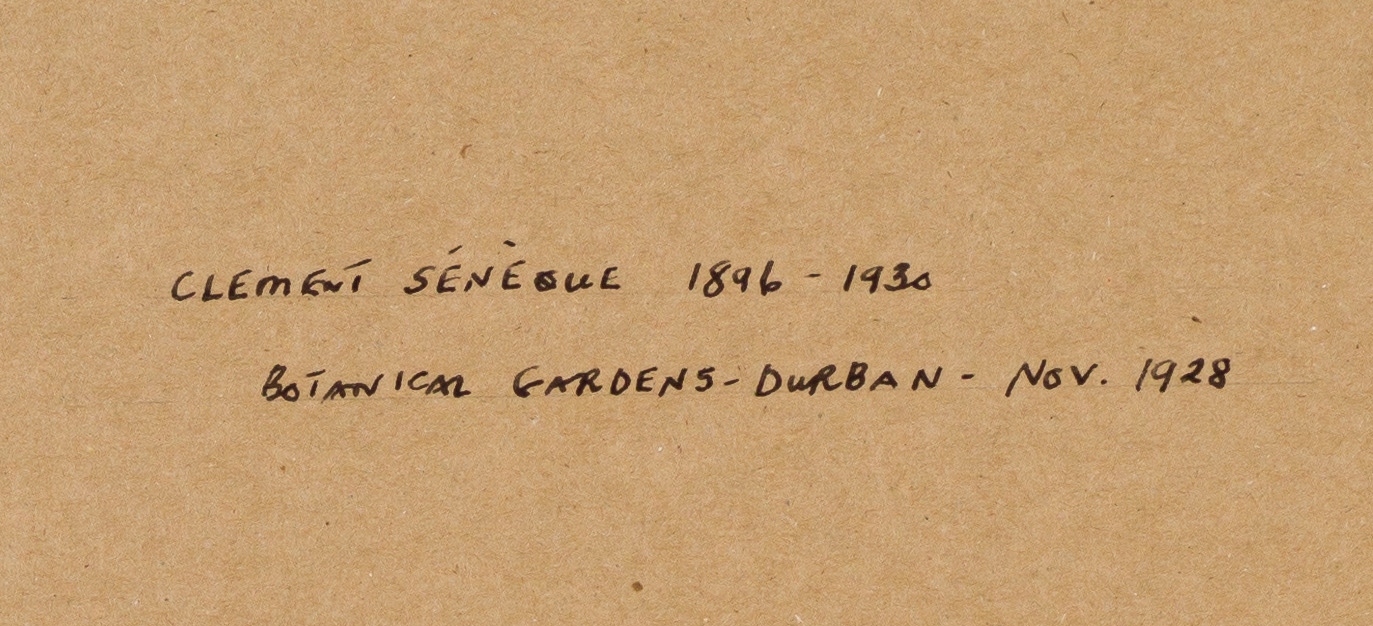 CLEMENT SÉNÈQUE 1896 - 1930
BOTANICAL GARDENS - DURBAN - NOV. 1928